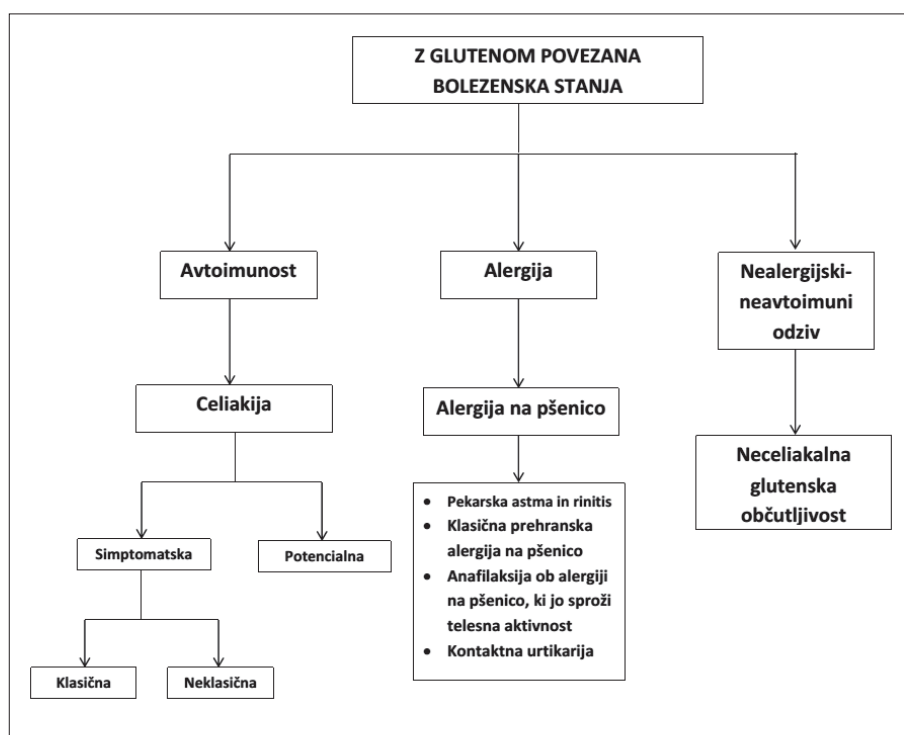 Z GLUTENOM POVEZANA
BOLEZENSKA STANJA
Avtoimunost
Alergija
Nealergijski-
neavtoimuni
odziv
Celiakija
Alergija na pšenico
Neceliakalna
glutenska
občutljivost
Simptomatska
Potencialna
• Pekarska astma in rinitis
• Klasična prehranska
alergija na pšenico
• Anafilaksija ob alergiji
na pšenico, ki jo sproži
telesna aktivnost
• Kontaktna urtikarija
Klasična
Neklasična